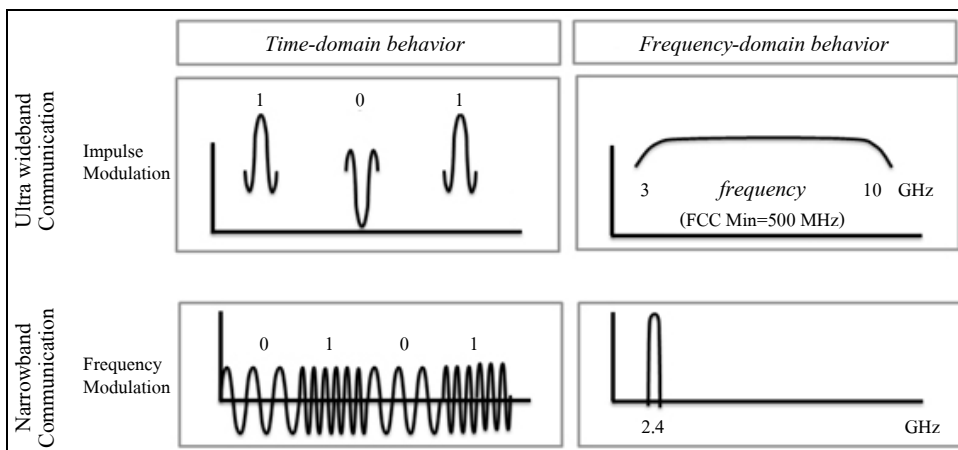 Time-domain behavior
Frequency-domain behavior
Ultra wideband
Communication
Impulse
Modulation
1 0 1
3 frequency 10 GHz
(FCC Min=500 MHz)
Narrowband
Communication
Frequency
Modulation
0 1 0 1
2.4 GHz